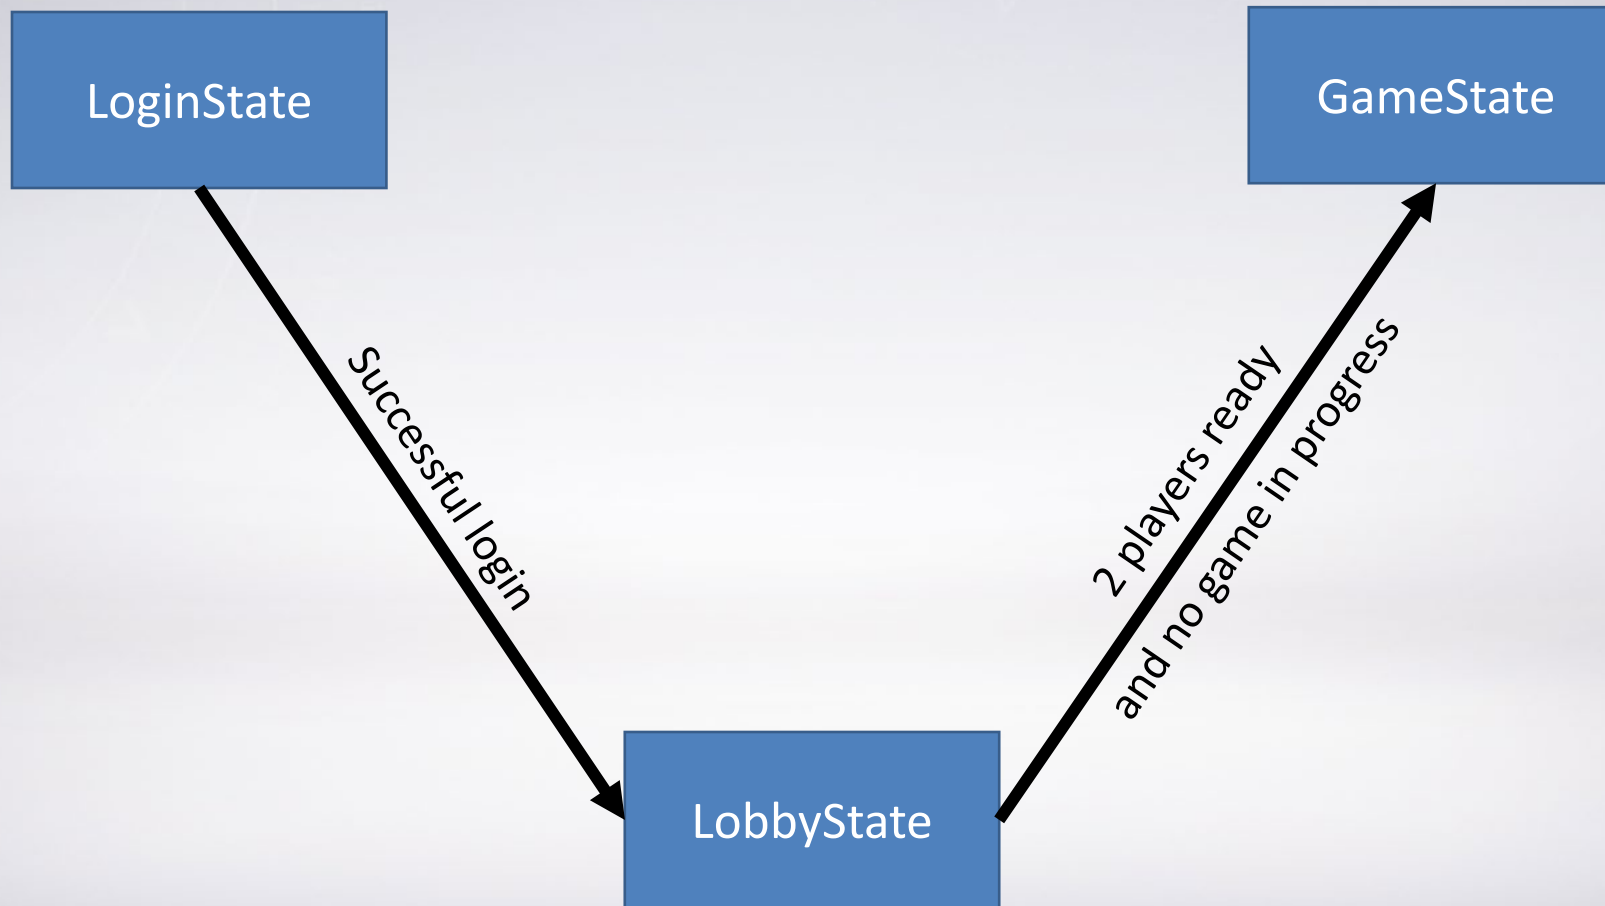 LoginState
GameState
Successful login
2 players ready
and no game in progress
LobbyState